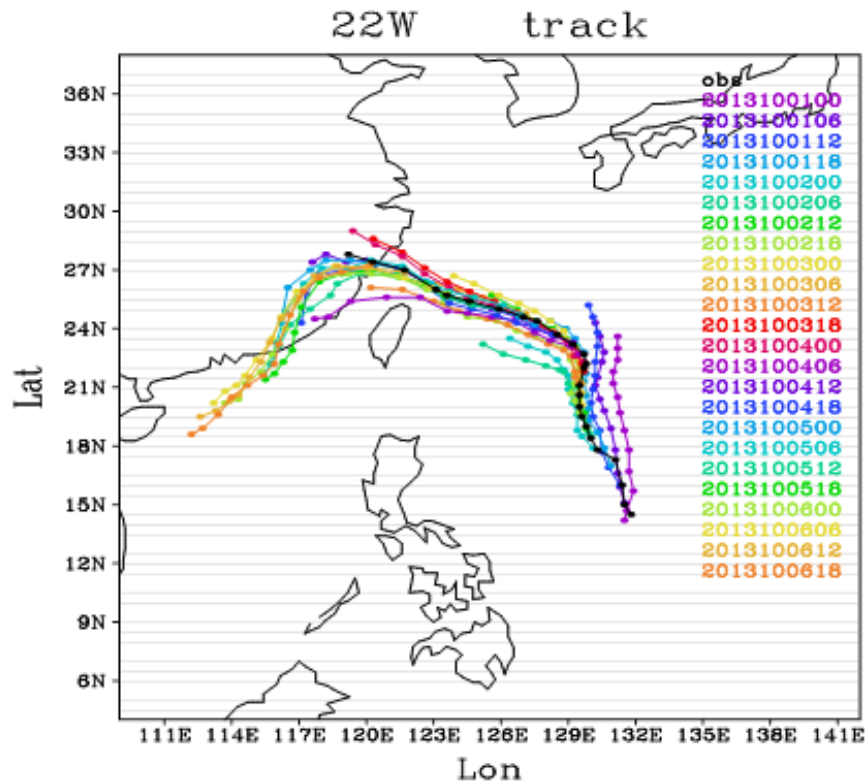 22W track
obs
2013100100
2013100106
2013100112
2013100118
2013100200
2013100206
2013100212
2013100218
2013100300
2013100306
2013100312
2013100318
2013100400
2013100406
2013100412
2013100418
2013100500
2013100506
2013100512
2013100518
2013100600
2013100606
2013100612
2013100618
36N
33N
30N
27N
24N
21N
18N
15N
12N
9N
6N
Lat
111E 114E 117E 120E 123E 126E 129E 132E 135E 138E 141E
Lon